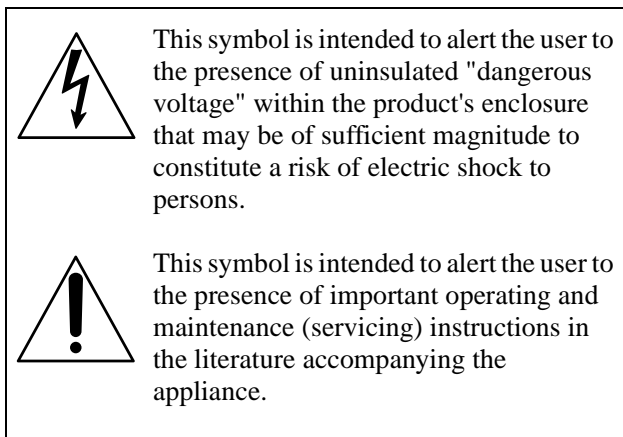 This symbol is intended to alert the user to
the presence of uninsulated "dangerous
voltage" within the product's enclosure
that may be of sufficient magnitude to
constitute a risk of electric shock to
persons.
This symbol is intended to alert the user to
the presence of important operating and
maintenance (servicing) instructions in
the literature accompanying the
appliance.